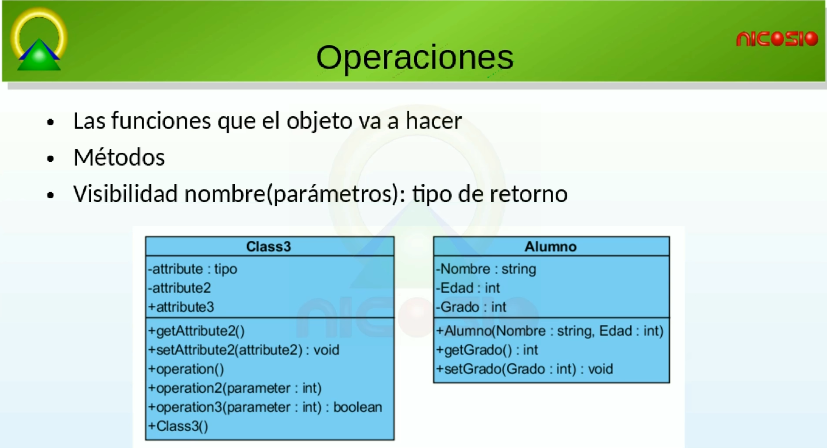 Operaciones
NICOSIO
• Las funciones que el objeto va a hacer
• Métodos
• Visibilidad nombre(parámetros): tipo de retorno
Class3
-attribute : tipo
-attribute2
+attribute3
+getAttribute2()
+setAttribute2(attribute2) : void
+operation()
+operation2(parameter : int)
+operation3(parameter : int) : boolean
+Class3()
Alumno
-Nombre : string
-Edad : int
-Grado : int
+Alumno(Nombre : string, Edad : int)
+getGrado() : int
+setGrado(Grado : int) : void
NICOSIO